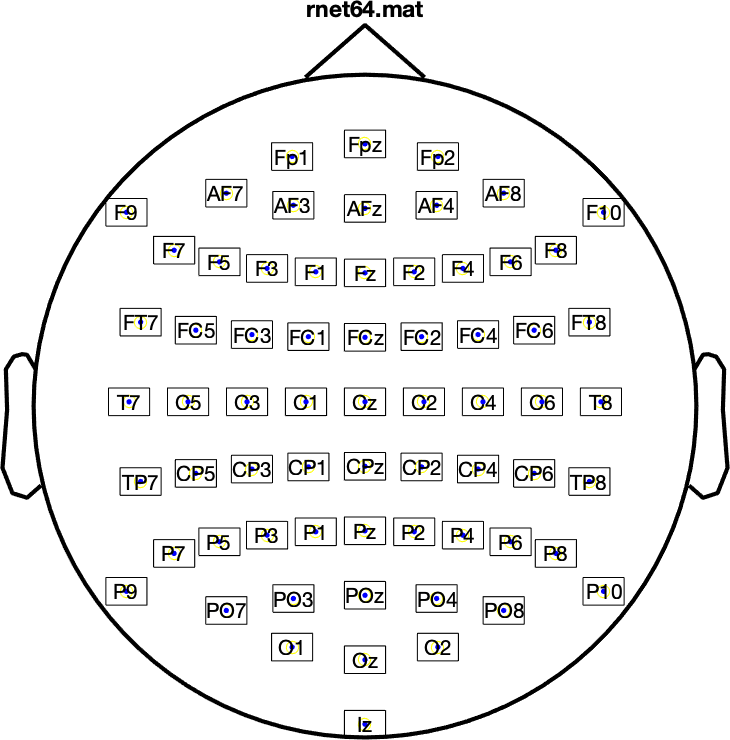 rnet64.mat
Fpz
Fp1 Fp2
AF7 AF8
AF3 AFz AF4
F9 F10
F7 F8
F5 F3 F1 Fz F2 F4 F6
FT7 FT8
FC5 FC3 FC1 FCz FC2 FC4 FC6
T7 C5 C3 C1 Cz C2 C4 C6 T8
CP5 CP3 CP1 CPz CP2 CP4 CP6
TP7 TP8
P5 P3 P1 Pz P2 P4 P6
P7 P8
P9 P10
PO3 POz PO4
PO7 PO8
O1 O2
Oz
Iz